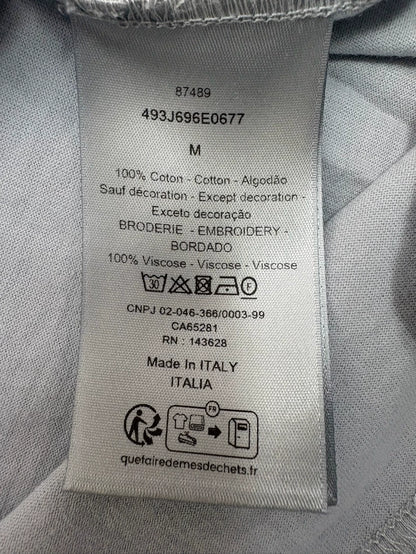 87489
493J696E0677
M
100% Coton - Cotton - Algodão
Sauf décoration - Except decoration -
Exceto decoração
BRODERIE - EMBROIDERY -
BORDADO
100% Viscose - Viscose - Viscose
30 F
CNPJ 02-046-366/0003-99
CA65281
RN : 143628
Made In ITALY
ITALIA
FR
quefairedemesdechets.fr